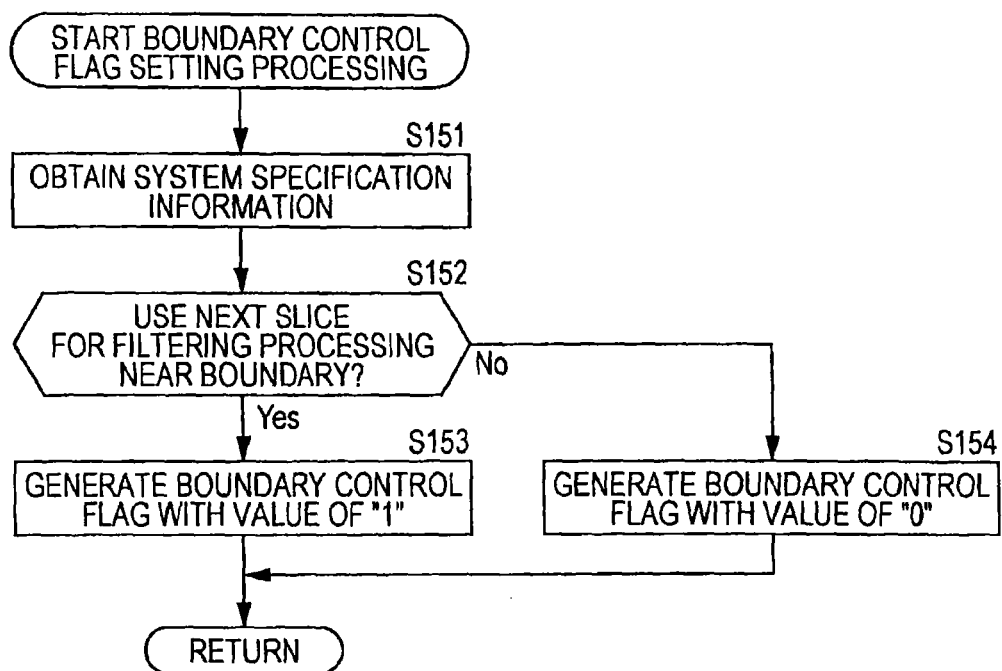 START BOUNDARY CONTROL
FLAG SETTING PROCESSING
S151
OBTAIN SYSTEM SPECIFICATION
INFORMATION
S152
USE NEXT SLICE
FOR FILTERING PROCESSING
NEAR BOUNDARY?
No
Yes
S153
GENERATE BOUNDARY CONTROL
FLAG WITH VALUE OF "1"
S154
GENERATE BOUNDARY CONTROL
FLAG WITH VALUE OF "0"
RETURN